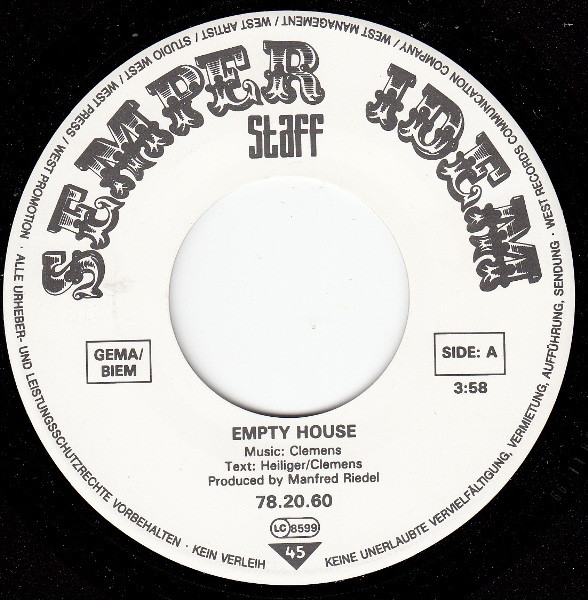 SEMPER IDEM
Staff
GEMA/
BIEM
SIDE: A
3:58
EMPTY HOUSE
Music: Clemens
Text: Heiliger/Clemens
Produced by Manfred Riedel
78.20.60
LC 8599
45
ALLE URHEBER- UND LEISTUNGSSCHUTZRECHTE VORBEHALTEN · KEIN VERLEIH · KEINE UNERLAUBTE VERVIELFÄLTIGUNG, VERMIETUNG, AUFFÜHRUNG, SENDUNG · WEST RECORDS COMMUNICATION COMPANY / WEST MANAGEMENT / WEST ARTIST / STUDIO WEST / WEST PRESS / WEST PROMOTION ·